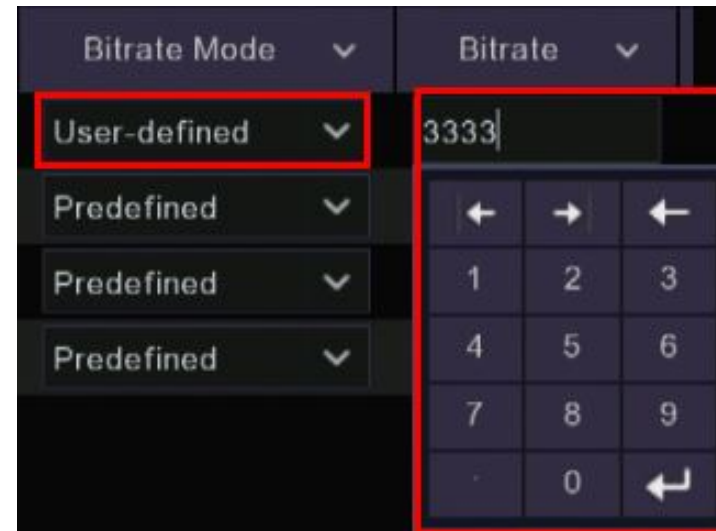 Bitrate Mode Bitrate
User-defined 3333
Predefined
Predefined 1 2 3
Predefined 4 5 6
7 8 9
. 0